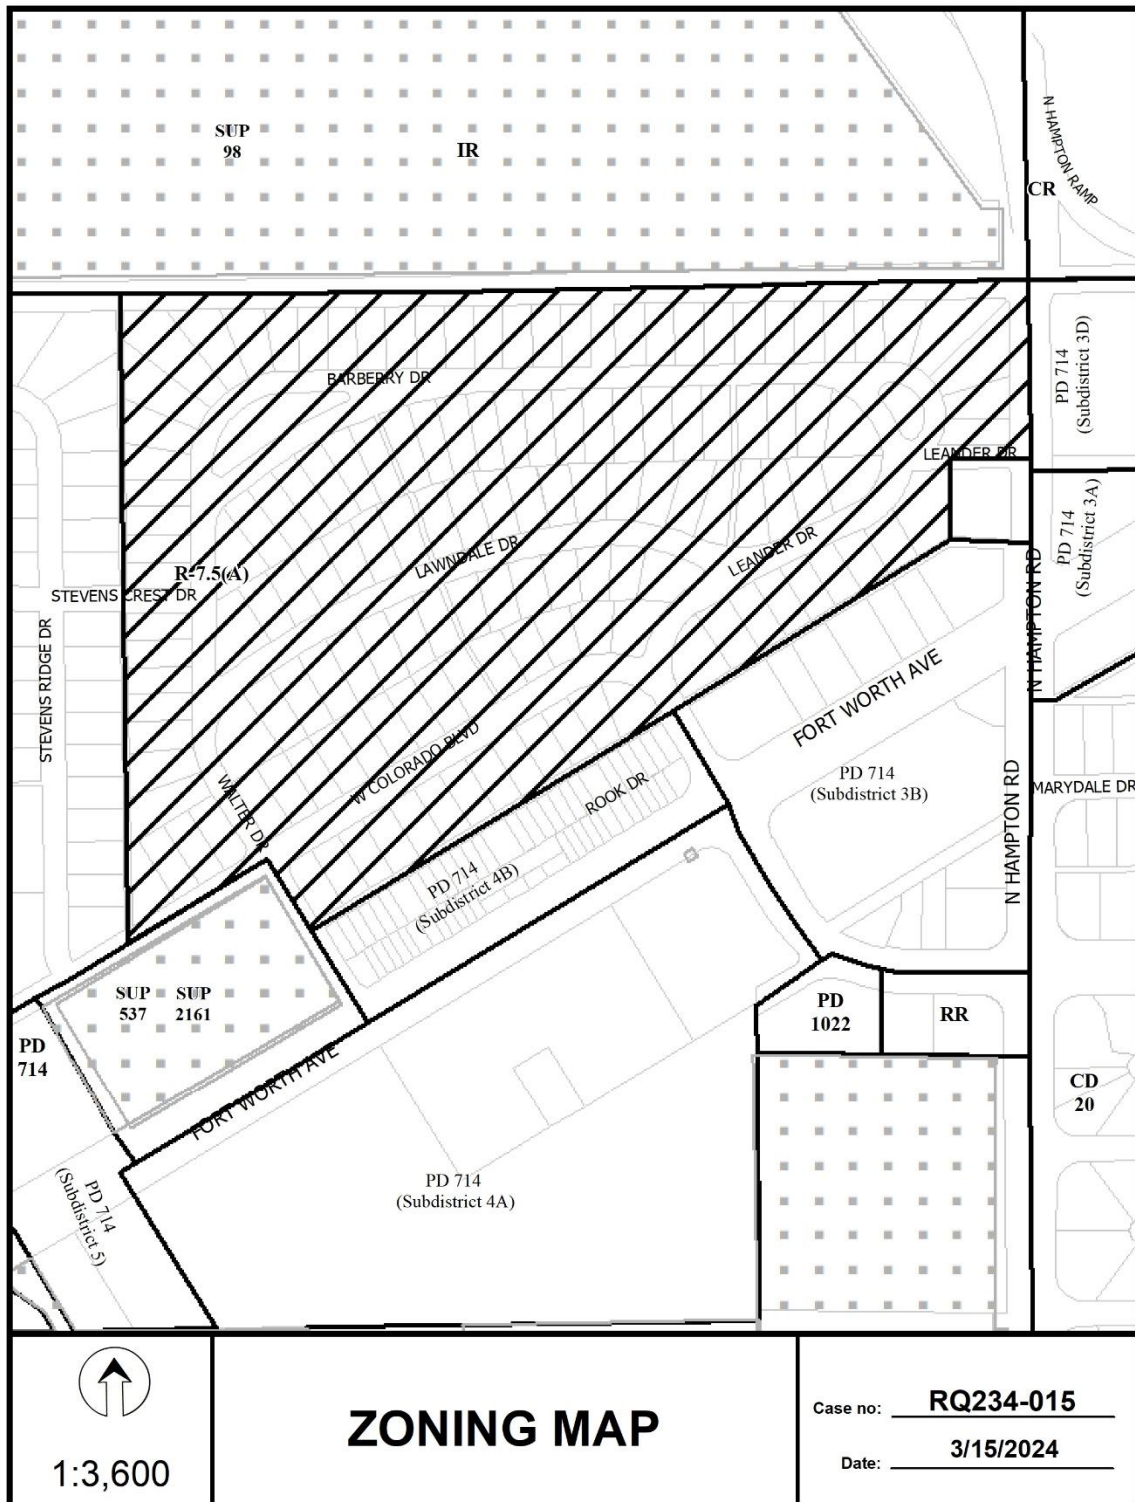 SUP
98
IR
N HAMPTON RAMP
CR
BARBERRY DR
PD 714
(Subdistrict 3D)
LEANDER DR
PD 714
(Subdistrict 3A)
LAWNDALE DR
LEANDER DR
R-7.5(A)
STEVENS CREST DR
STEVENS RIDGE DR
N HAMPTON RD
FORT WORTH AVE
W COLORADO BLVD
WALTER DR
ROOK DR
PD 714
(Subdistrict 3B)
N HAMPTON RD
MARYDALE DR
PD 714
(Subdistrict 4B)
SUP
537
SUP
2161
PD
1022
RR
PD
714
FORT WORTH AVE
CD
20
PD 714
(Subdistrict 5)
PD 714
(Subdistrict 4A)
1:3,600
ZONING MAP
Case no: RQ234-015
Date: 3/15/2024